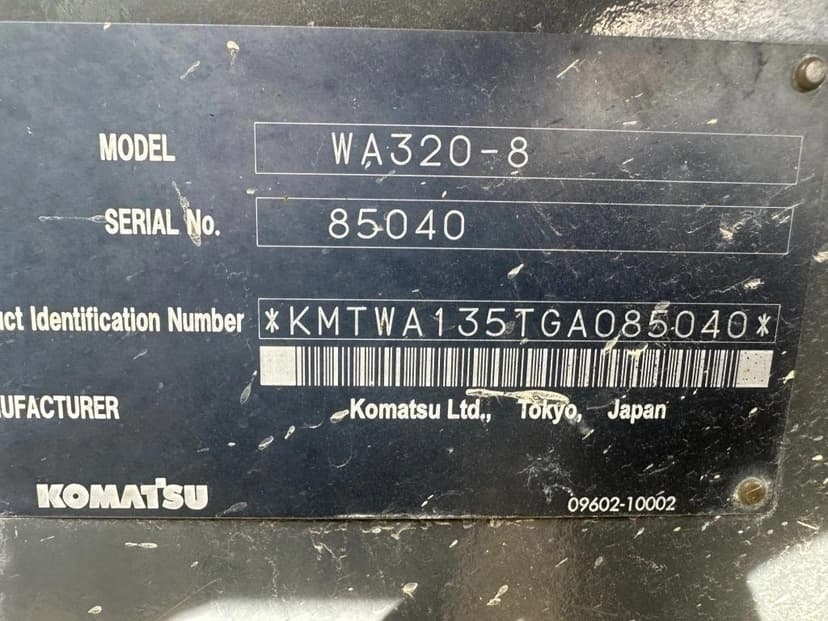 MODEL WA320-8
SERIAL No. 85040
uct Identification Number *KMTWA135TGA085040*
UFACTURER Komatsu Ltd., Tokyo, Japan
KOMATSU 09602-10002